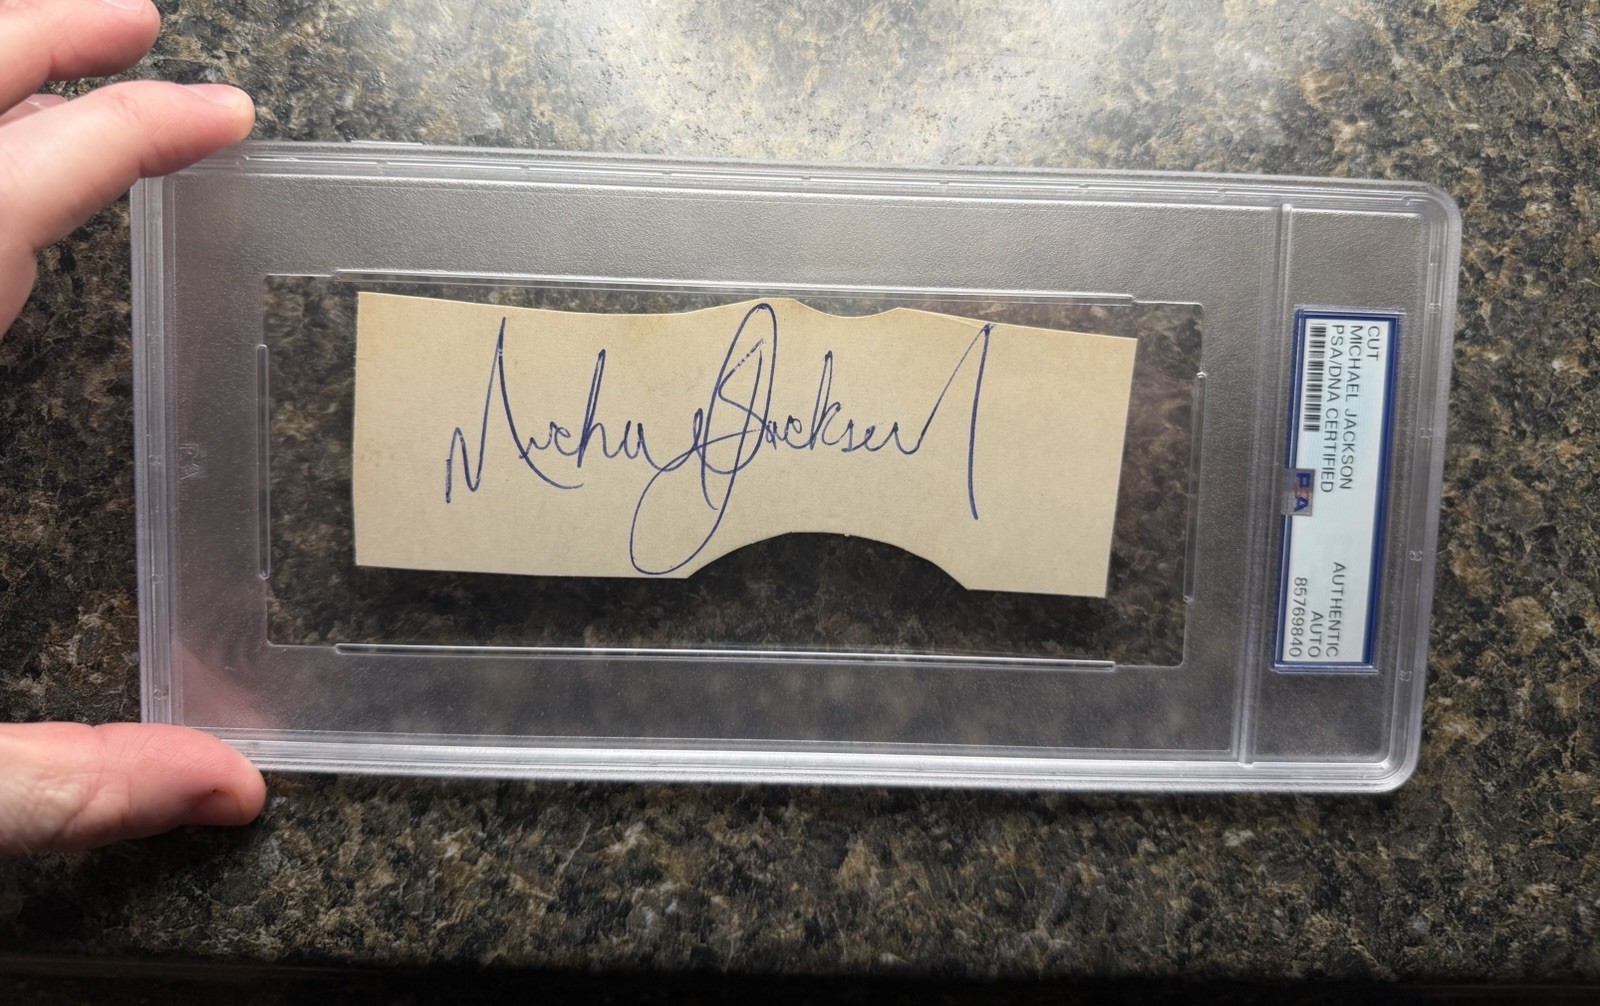 Michael Jackson
CUT
MICHAEL JACKSON
PSA/DNA CERTIFIED
AUTHENTIC
AUTO
85769840
PSA